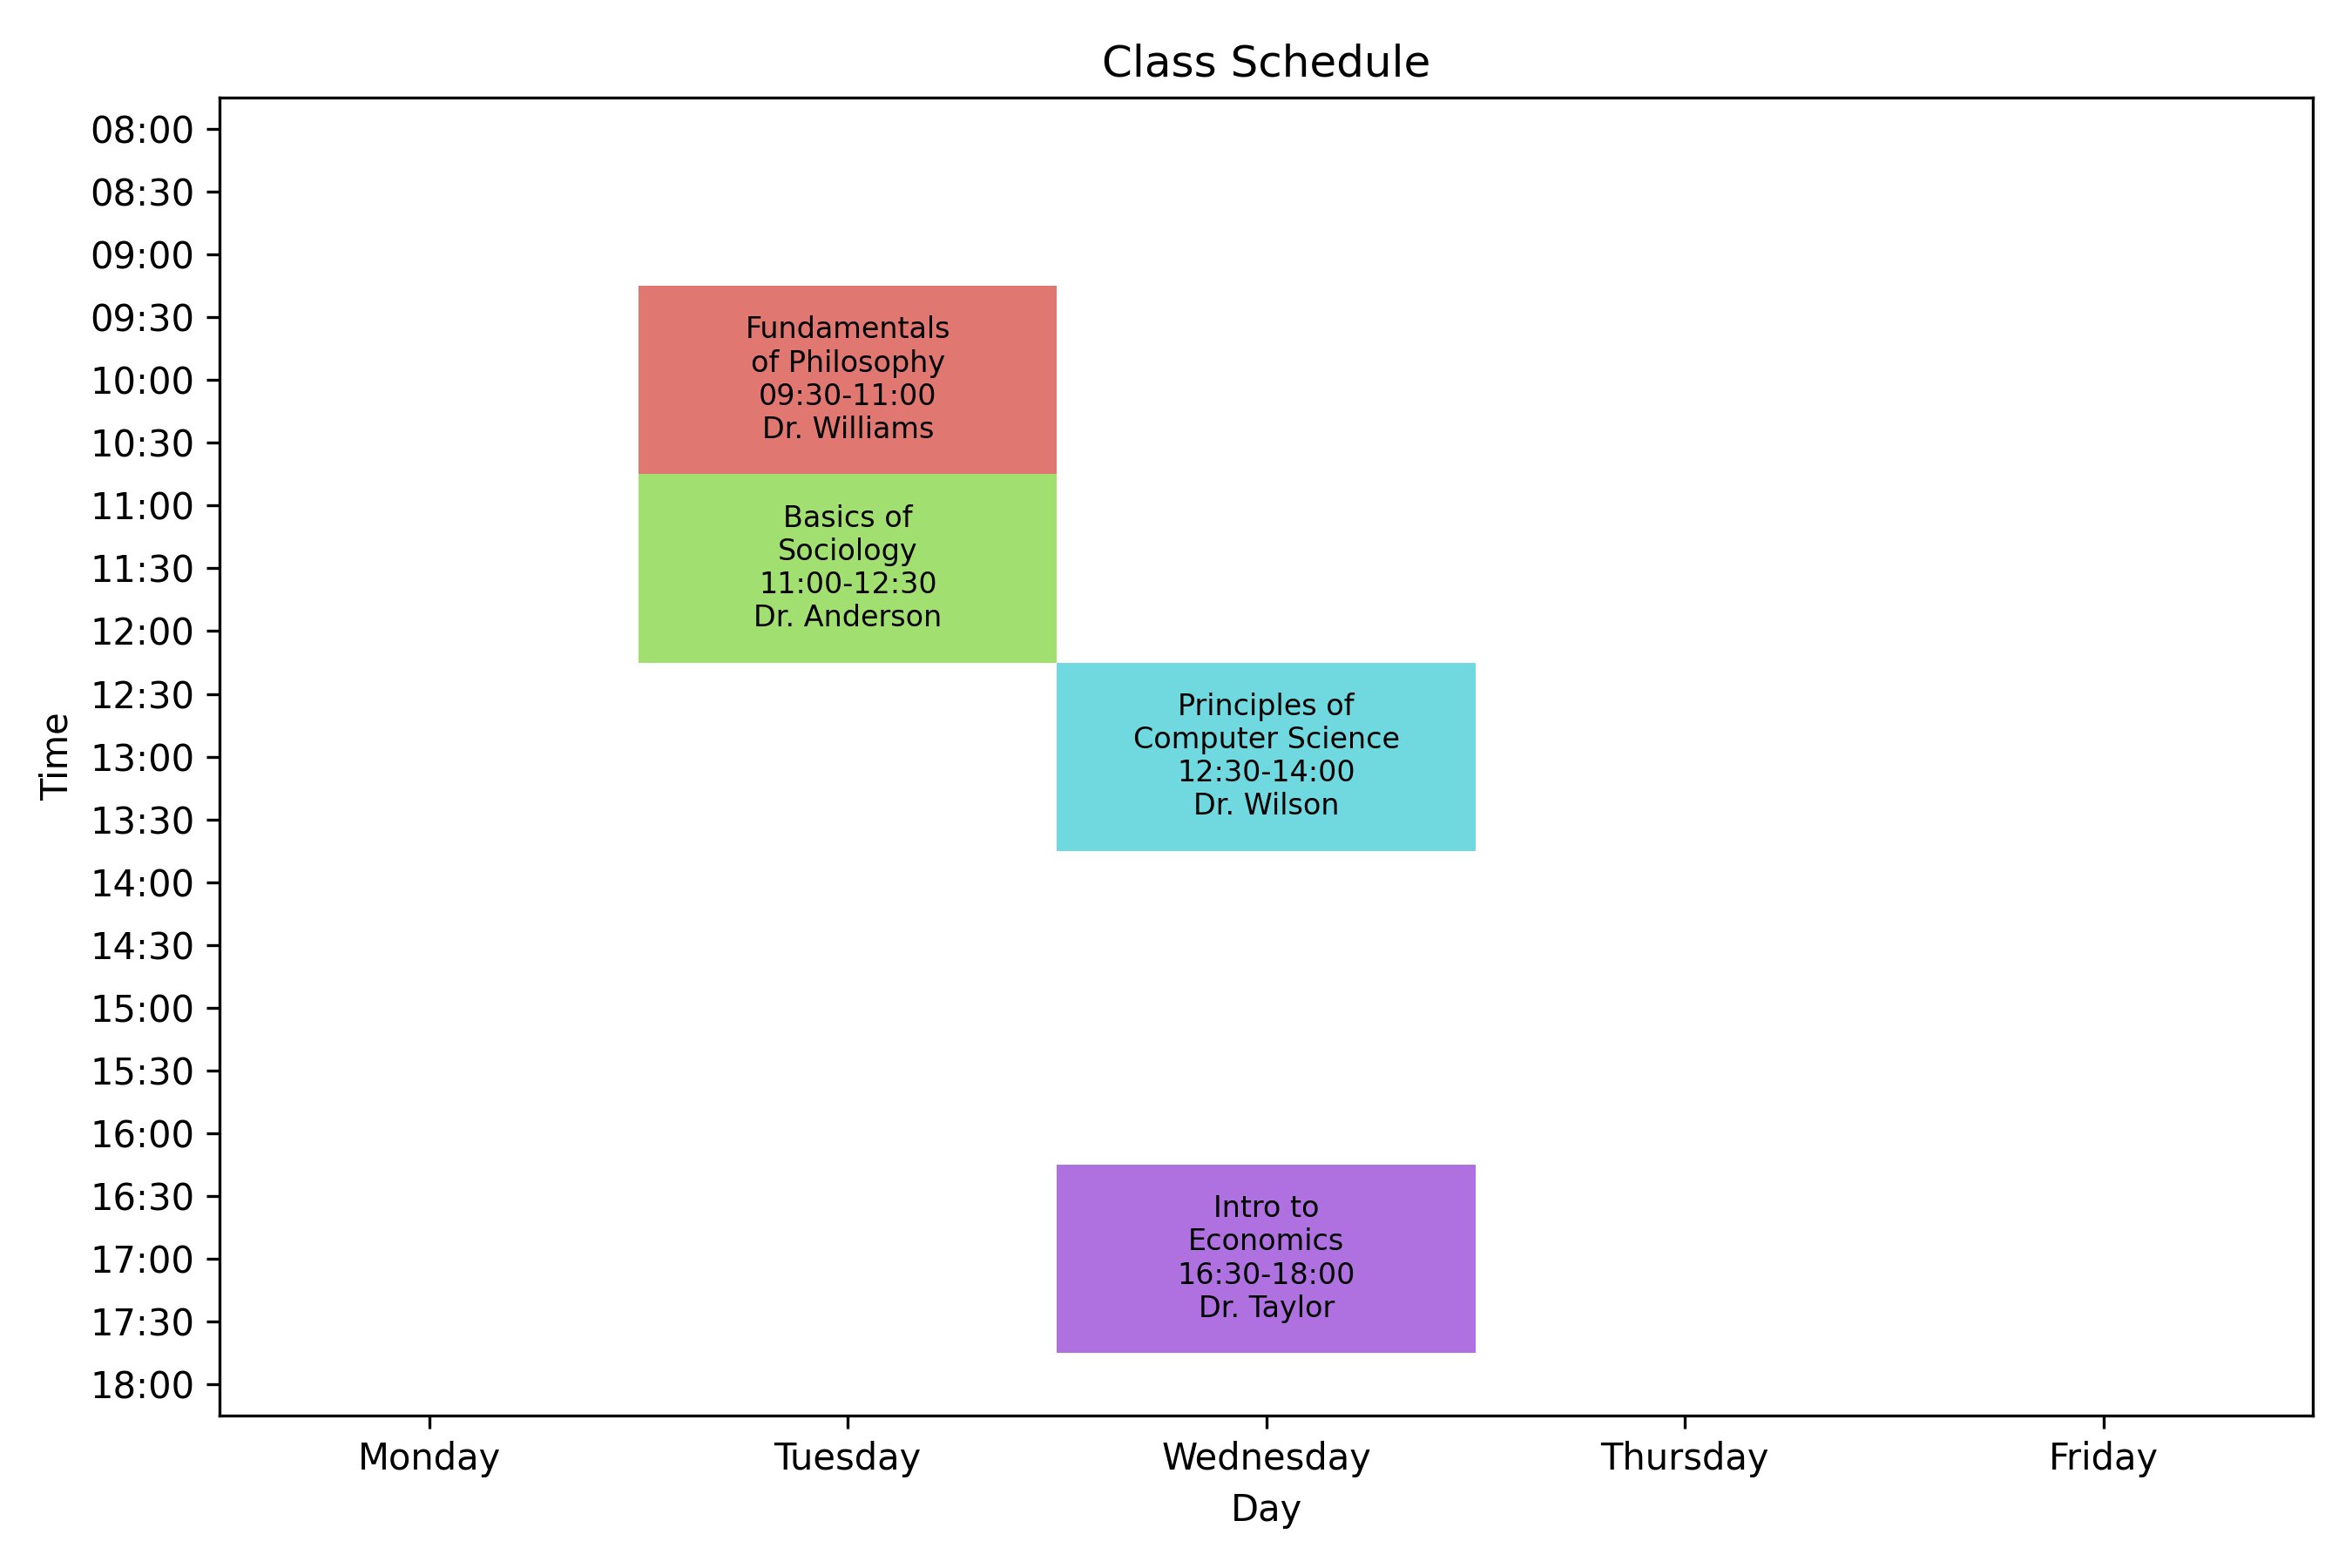 Class Schedule
Time
08:00
08:30
09:00
09:30
10:00
10:30
11:00
11:30
12:00
12:30
13:00
13:30
14:00
14:30
15:00
15:30
16:00
16:30
17:00
17:30
18:00
Fundamentals
of Philosophy
09:30-11:00
Dr. Williams
Basics of
Sociology
11:00-12:30
Dr. Anderson
Principles of
Computer Science
12:30-14:00
Dr. Wilson
Intro to
Economics
16:30-18:00
Dr. Taylor
Monday Tuesday Wednesday Thursday Friday
Day